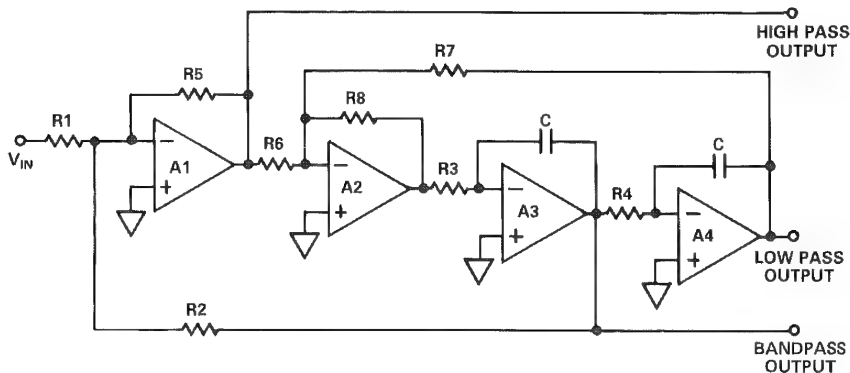 HIGH PASS
OUTPUT
R7
R5
R8
R1
C
C
R6
R3
R4
−
A1
+
−
A2
+
−
A3
+
−
A4
+
VIN
LOW PASS
OUTPUT
R2
BANDPASS
OUTPUT